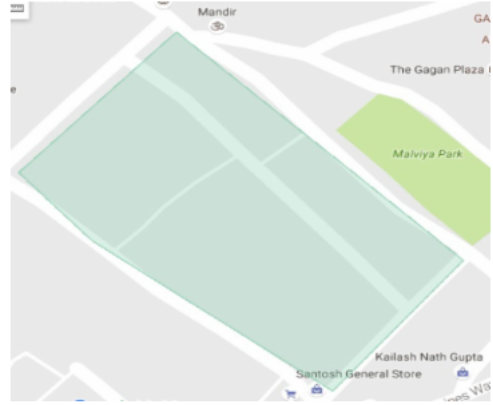 Mandir
GA
A
The Gagan Plaza
e
Malviya Park
Kailash Nath Gupta
Santosh General Store